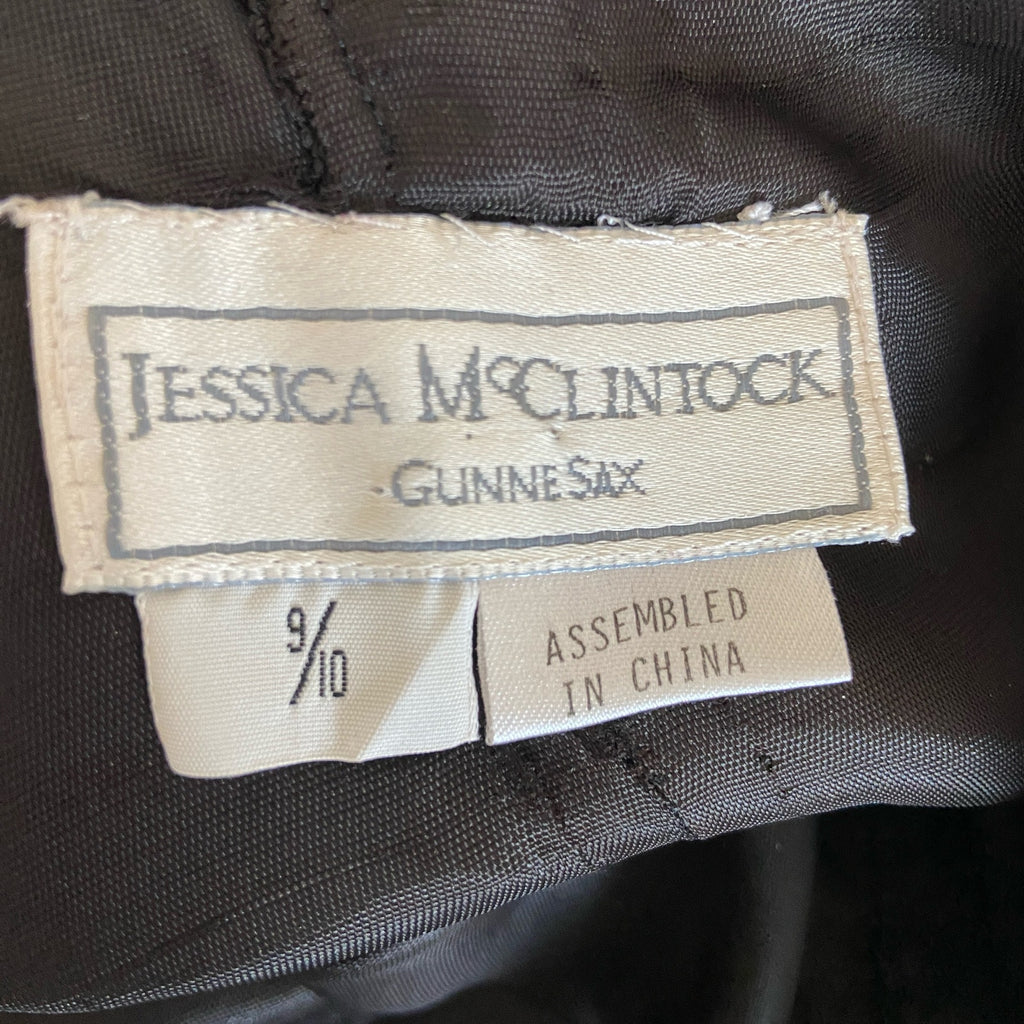 JESSICA McCLINTOCK
GUNNE SAX
9/10
ASSEMBLED
IN CHINA